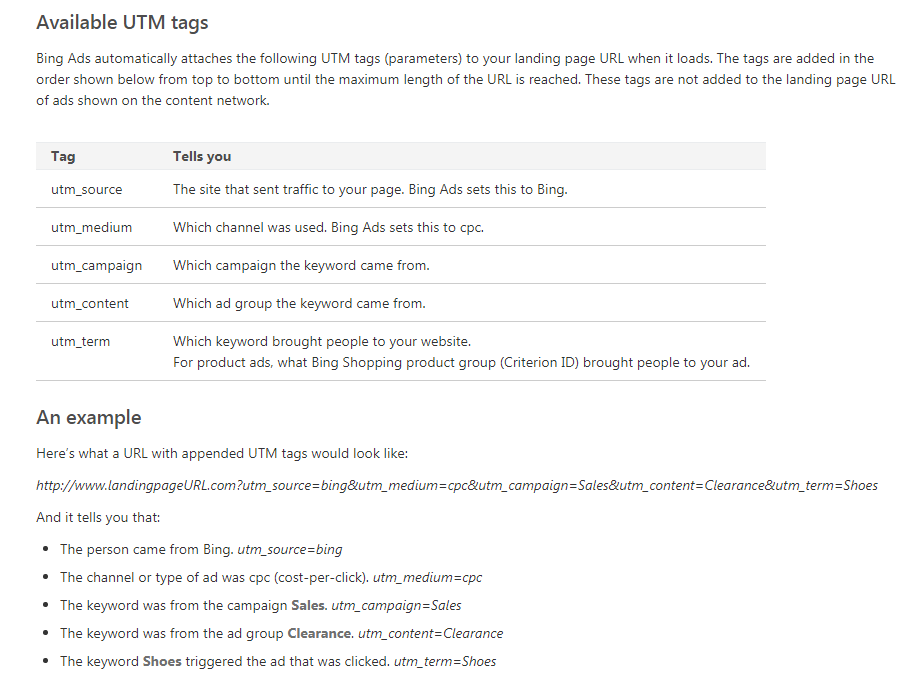 Available UTM tags
Bing Ads automatically attaches the following UTM tags (parameters) to your landing page URL when it loads. The tags are added in the
order shown below from top to bottom until the maximum length of the URL is reached. These tags are not added to the landing page URL
of ads shown on the content network.
Tag Tells you
utm_source The site that sent traffic to your page. Bing Ads sets this to Bing.
utm_medium Which channel was used. Bing Ads sets this to cpc.
utm_campaign Which campaign the keyword came from.
utm_content Which ad group the keyword came from.
utm_term Which keyword brought people to your website.
For product ads, what Bing Shopping product group (Criterion ID) brought people to your ad.
An example
Here's what a URL with appended UTM tags would look like:
http://www.landingpageURL.com?utm_source=bing&utm_medium=cpc&utm_campaign=Sales&utm_content=Clearance&utm_term=Shoes
And it tells you that:
• The person came from Bing. utm_source=bing
• The channel or type of ad was cpc (cost-per-click). utm_medium=cpc
• The keyword was from the campaign Sales. utm_campaign=Sales
• The keyword was from the ad group Clearance. utm_content=Clearance
• The keyword Shoes triggered the ad that was clicked. utm_term=Shoes